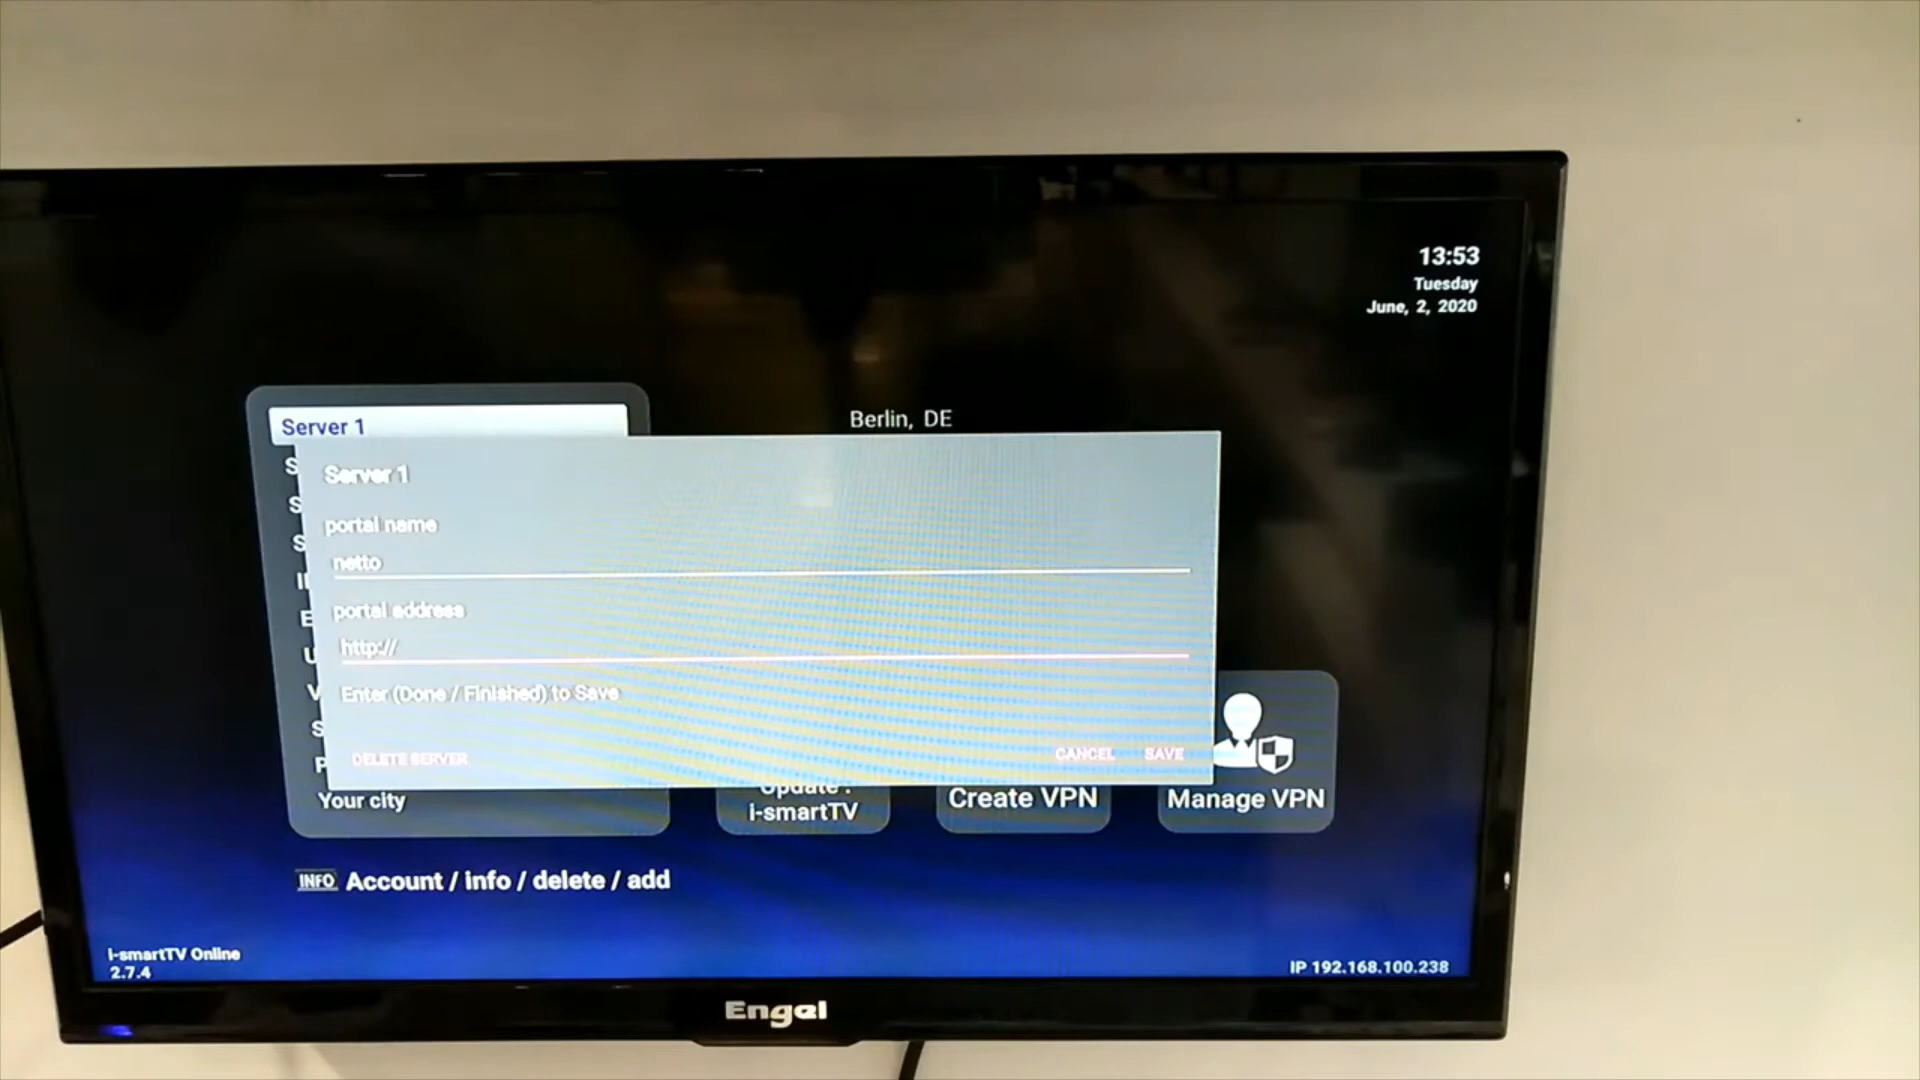 13:53
Tuesday
June, 2, 2020
Berlin, DE
Server 1
Server 1
portal name
netto
portal address
http://
Enter (Done / Finished) to Save
DELETE SERVER
CANCEL
SAVE
Your city
Update :
i-smartTV
Create VPN
Manage VPN
INFO Account / info / delete / add
i-smartTV Online
2.7.4
IP 192.168.100.238
Engel